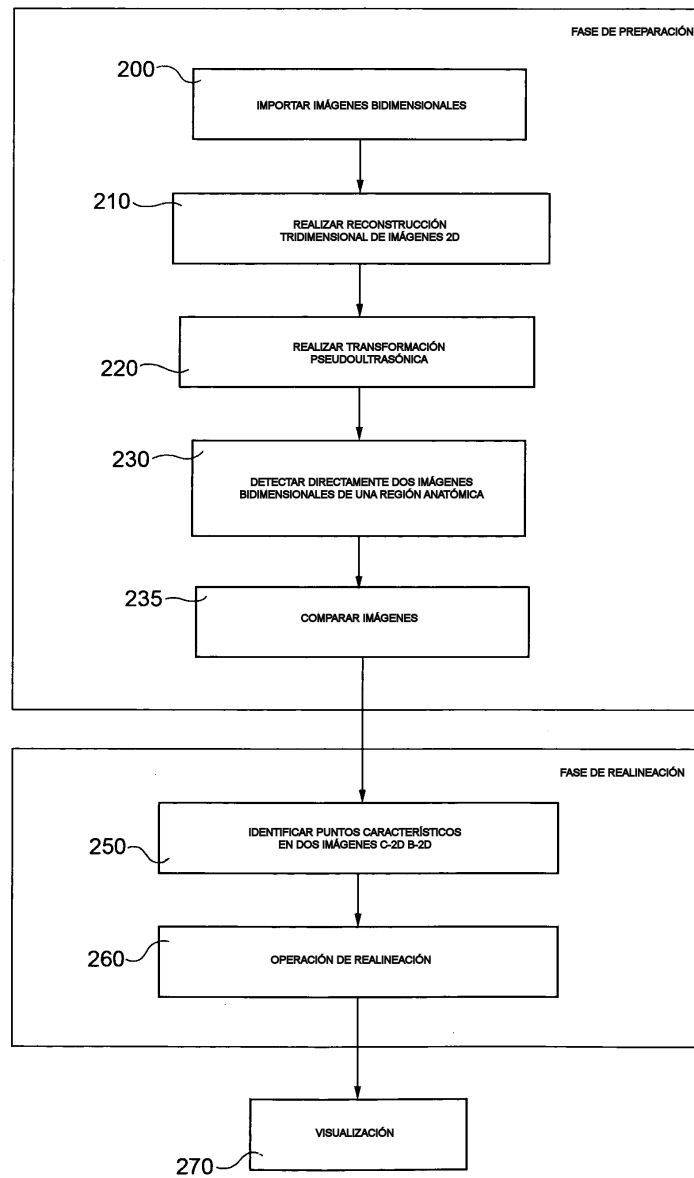 FASE DE PREPARACIÓN
200
IMPORTAR IMÁGENES BIDIMENSIONALES
210
REALIZAR RECONSTRUCCIÓN
TRIDIMENSIONAL DE IMÁGENES 2D
220
REALIZAR TRANSFORMACIÓN
PSEUDOULTRASÓNICA
230
DETECTAR DIRECTAMENTE DOS IMÁGENES
BIDIMENSIONALES DE UNA REGIÓN ANATÓMICA
235
COMPARAR IMÁGENES
FASE DE REALINEACIÓN
250
IDENTIFICAR PUNTOS CARACTERÍSTICOS
EN DOS IMÁGENES C-2D B-2D
260
OPERACIÓN DE REALINEACIÓN
VISUALIZACIÓN
270